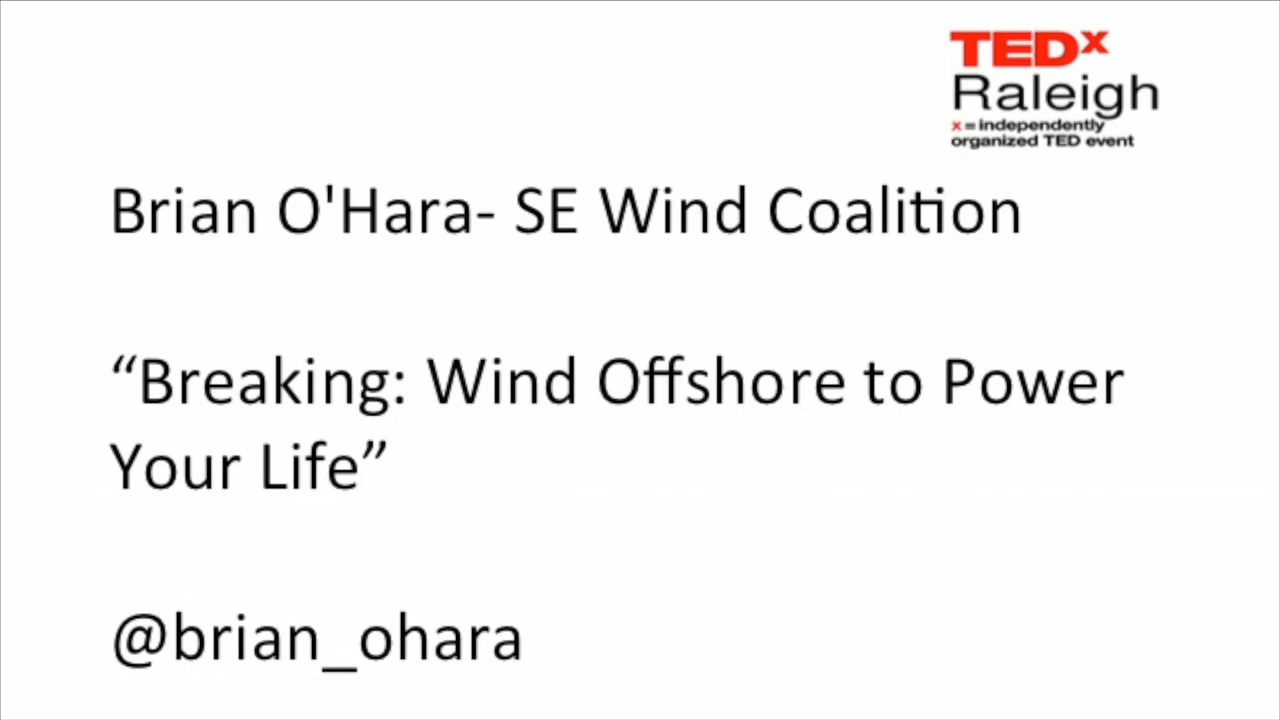 TEDx
Raleigh
x = independently
organized TED event
Brian O'Hara- SE Wind Coalition
“Breaking: Wind Offshore to Power
Your Life”
@brian_ohara